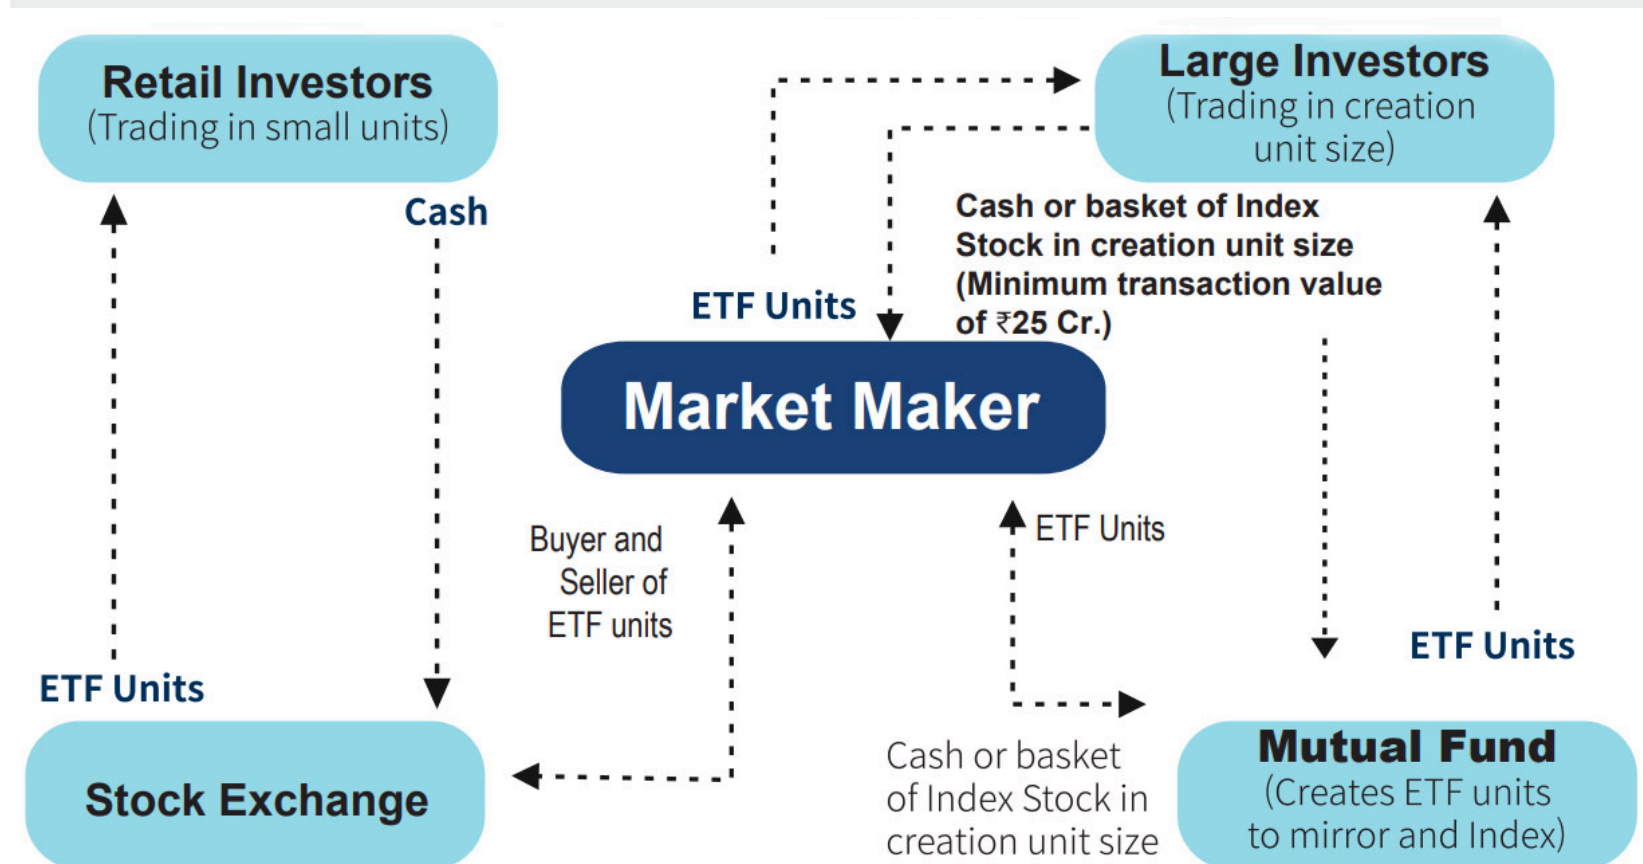 Retail Investors
(Trading in small units)
Large Investors
(Trading in creation
unit size)
Cash
Cash or basket of Index
Stock in creation unit size
(Minimum transaction value
of ₹25 Cr.)
ETF Units
Market Maker
Buyer and
Seller of
ETF units
ETF Units
ETF Units
ETF Units
Stock Exchange
Cash or basket
of Index Stock in
creation unit size
Mutual Fund
(Creates ETF units
to mirror and Index)